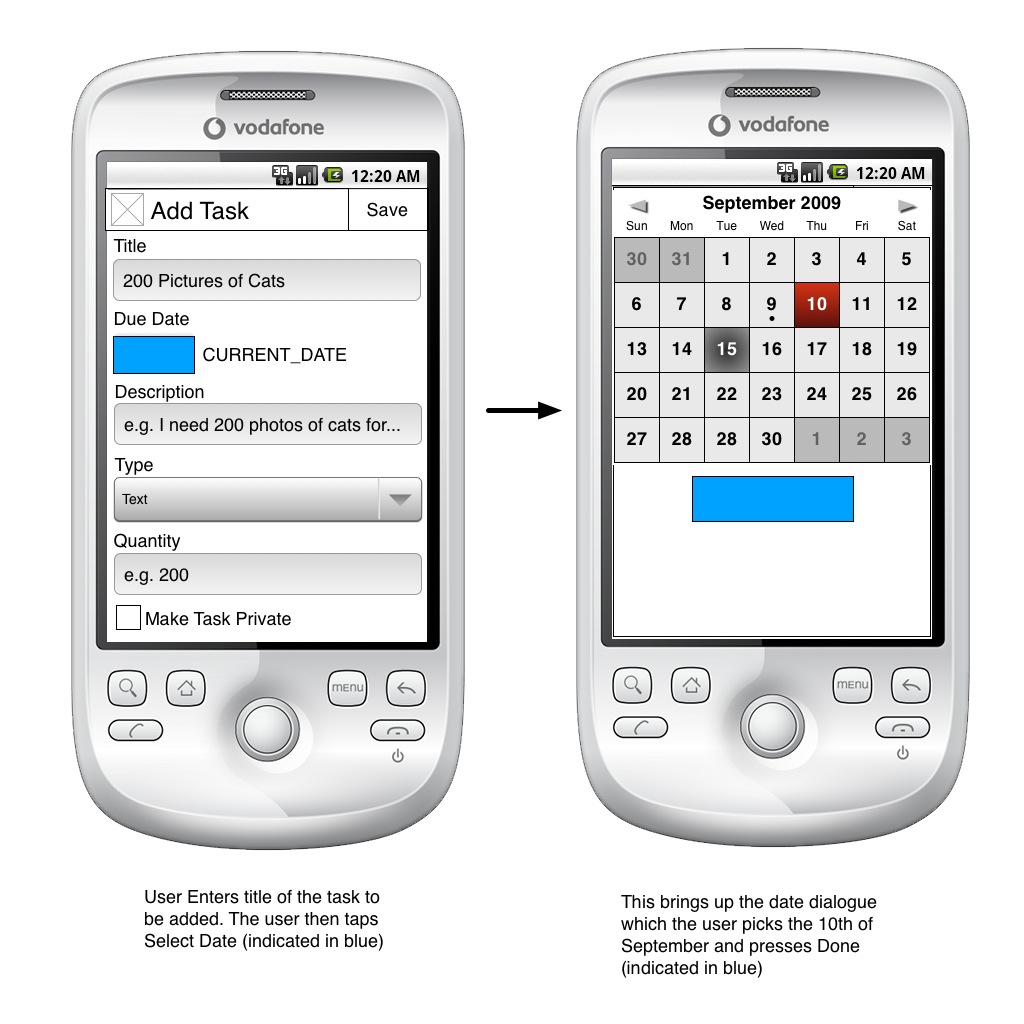 vodafone
3G 12:20 AM
Add Task Save
Title
200 Pictures of Cats
Due Date
CURRENT_DATE
Description
e.g. I need 200 photos of cats for...
Type
Text
Quantity
e.g. 200
Make Task Private
MENU
User Enters title of the task to
be added. The user then taps
Select Date (indicated in blue)
vodafone
3G 12:20 AM
September 2009
Sun Mon Tue Wed Thu Fri Sat
30 31 1 2 3 4 5
6 7 8 9 10 11 12
13 14 15 16 17 18 19
20 21 22 23 24 25 26
27 28 28 30 1 2 3
MENU
This brings up the date dialogue
which the user picks the 10th of
September and presses Done
(indicated in blue)